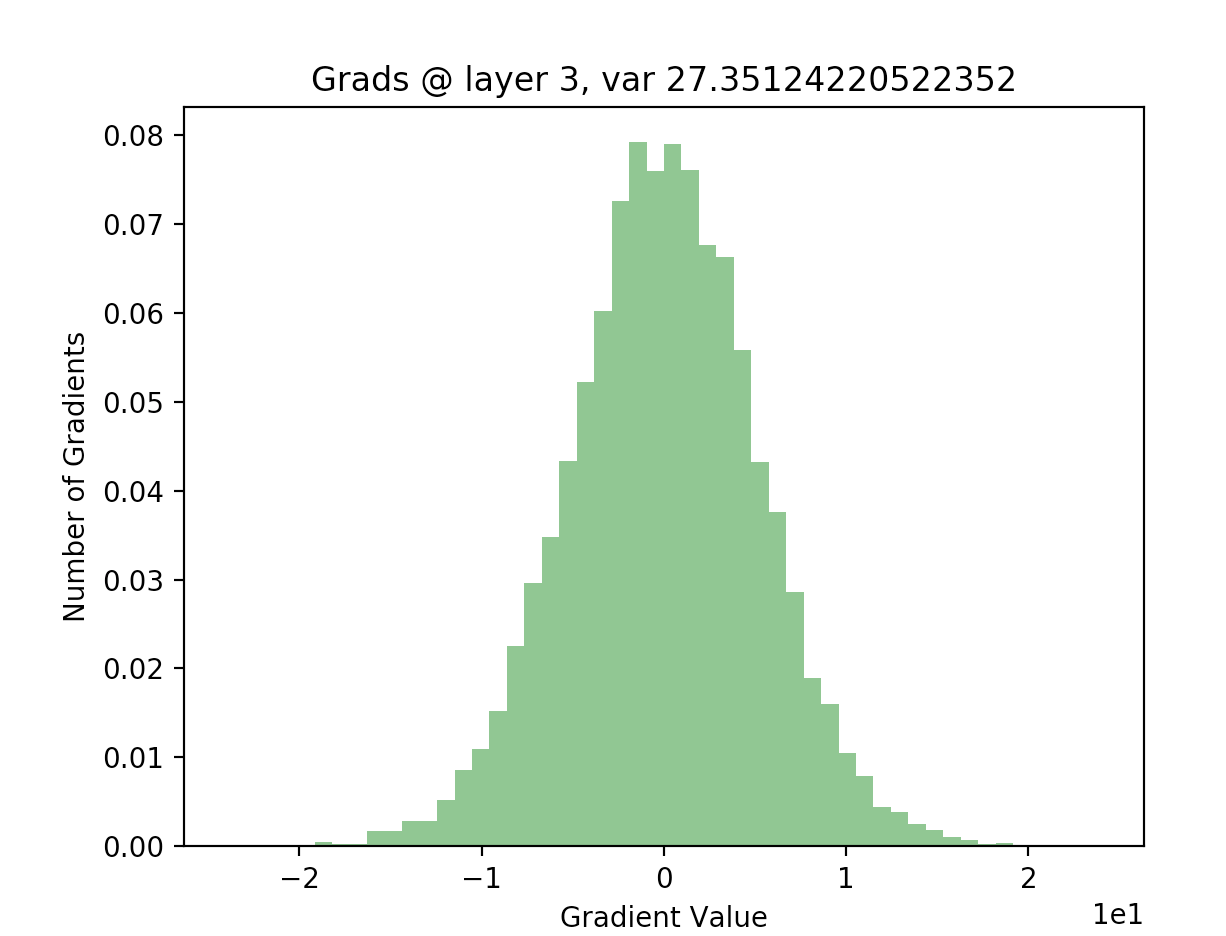 Grads @ layer 3, var 27.35124220522352
0.08
0.07
0.06
0.05
0.04
0.03
0.02
0.01
0.00
Number of Gradients
−2 −1 0 1 2
Gradient Value
1e1